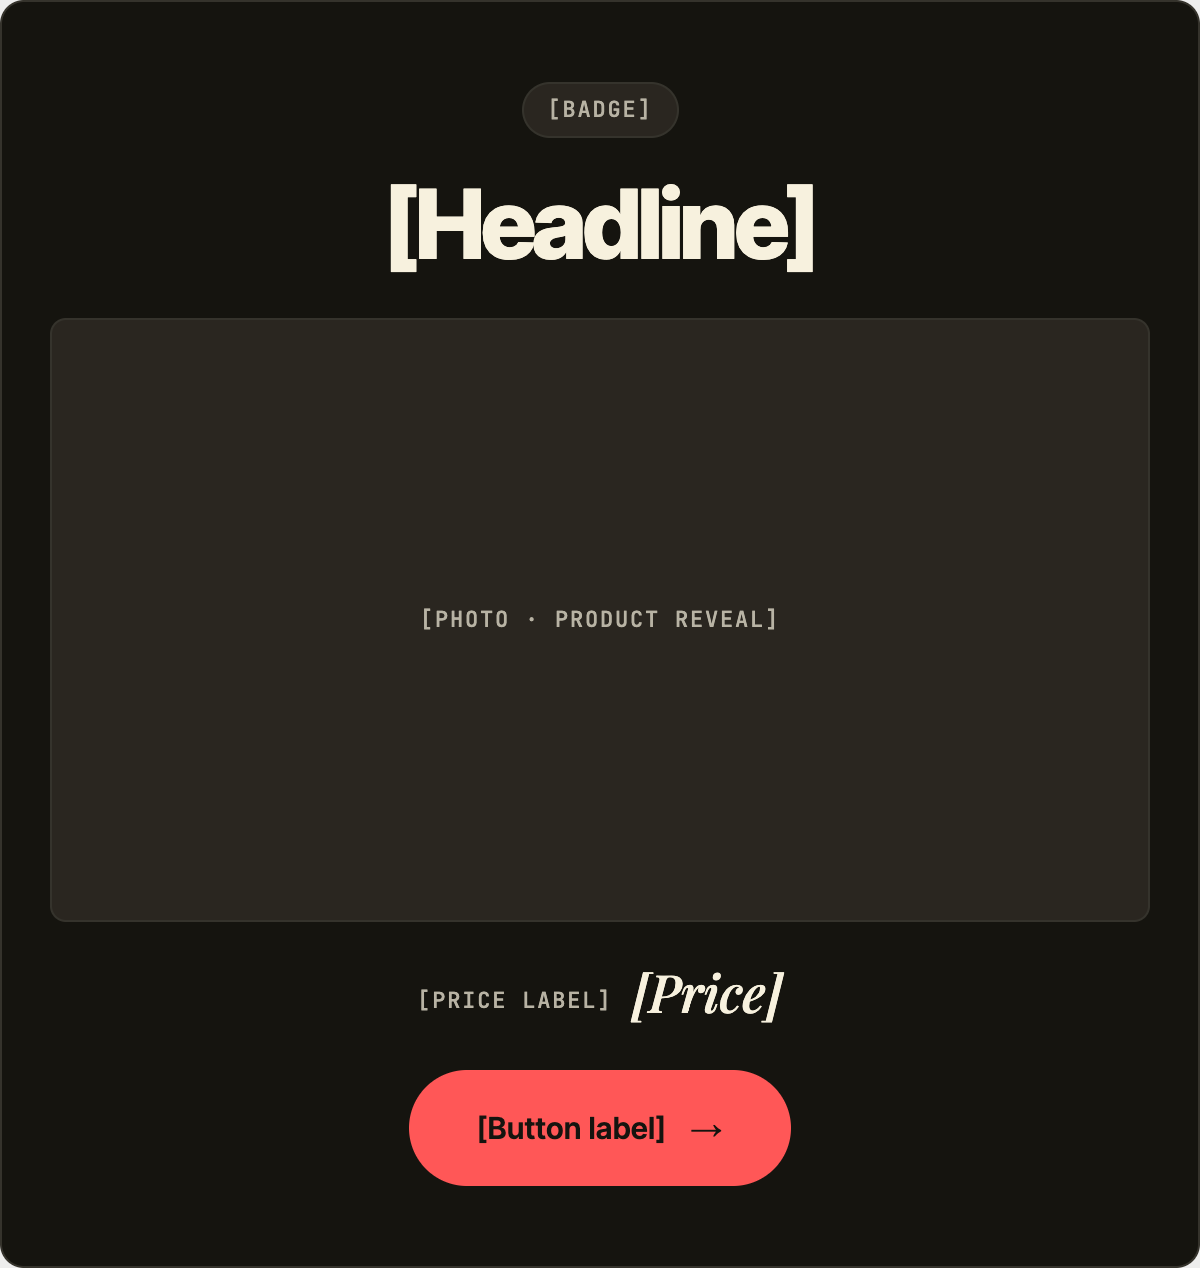 [BADGE]
[Headline]
[PHOTO · PRODUCT REVEAL]
[PRICE LABEL] [Price]
[Button label] →